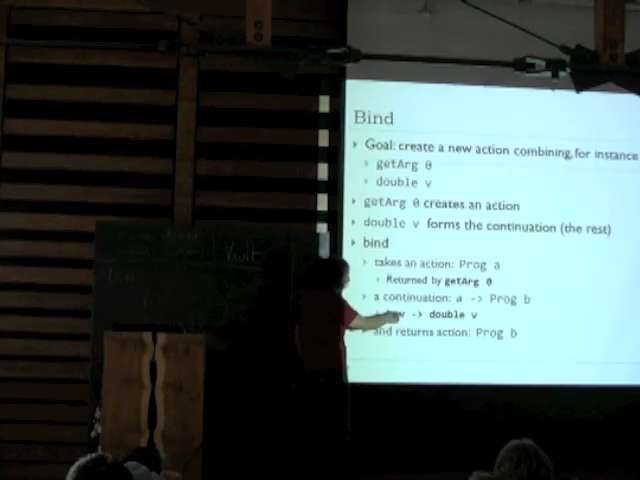 Bind
Goal: create a new action combining, for instance
getArg 0
double v
getArg 0 creates an action
double v forms the continuation (the rest)
bind
takes an action: Prog a
Returned by getArg 0
a continuation: a -> Prog b
v -> double v
and returns action: Prog b
Vault